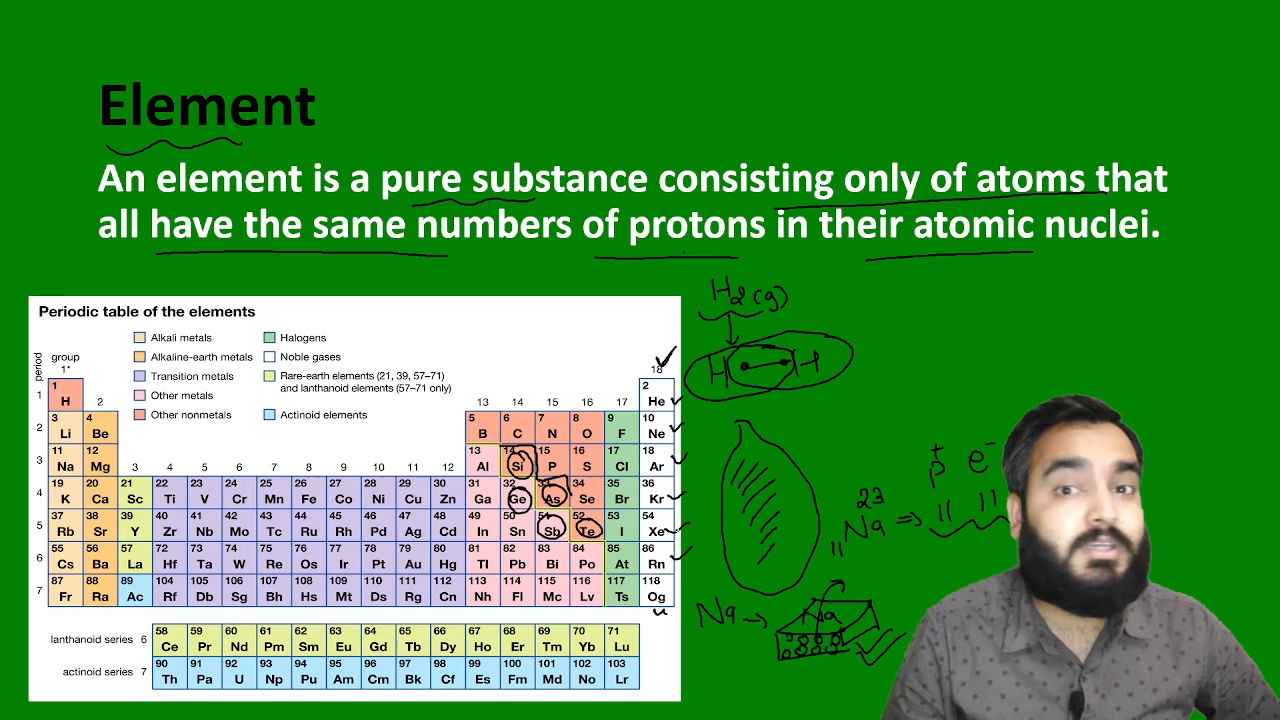 Element
An element is a pure substance consisting only of atoms that
all have the same numbers of protons in their atomic nuclei.
Periodic table of the elements
Alkali metals
Halogens
Alkaline-earth metals
Noble gases
Transition metals
Rare-earth elements (21, 39, 57–71)
and lanthanoid elements (57–71 only)
Other metals
Other nonmetals
Actinoid elements
period
group
1* 2 3 4 5 6 7 8 9 10 11 12 13 14 15 16 17 18
1
1 2
H He
2
3 4 5 6 7 8 9 10
Li Be B C N O F Ne
3
11 12 13 14 15 16 17 18
Na Mg Al Si P S Cl Ar
4
19 20 21 22 23 24 25 26 27 28 29 30 31 32 33 34 35 36
K Ca Sc Ti V Cr Mn Fe Co Ni Cu Zn Ga Ge As Se Br Kr
5
37 38 39 40 41 42 43 44 45 46 47 48 49 50 51 52 53 54
Rb Sr Y Zr Nb Mo Tc Ru Rh Pd Ag Cd In Sn Sb Te I Xe
6
55 56 57 72 73 74 75 76 77 78 79 80 81 82 83 84 85 86
Cs Ba La Hf Ta W Re Os Ir Pt Au Hg Tl Pb Bi Po At Rn
7
87 88 89 104 105 106 107 108 109 110 111 112 113 114 115 116 117 118
Fr Ra Ac Rf Db Sg Bh Hs Mt Ds Rg Cn Nh Fl Mc Lv Ts Og
lanthanoid series 6
58 59 60 61 62 63 64 65 66 67 68 69 70 71
Ce Pr Nd Pm Sm Eu Gd Tb Dy Ho Er Tm Yb Lu
actinoid series 7
90 91 92 93 94 95 96 97 98 99 100 101 102 103
Th Pa U Np Pu Am Cm Bk Cf Es Fm Md No Lr
H2(g)
H H
p+ e-
23
11Na => 11 11
Na → Na